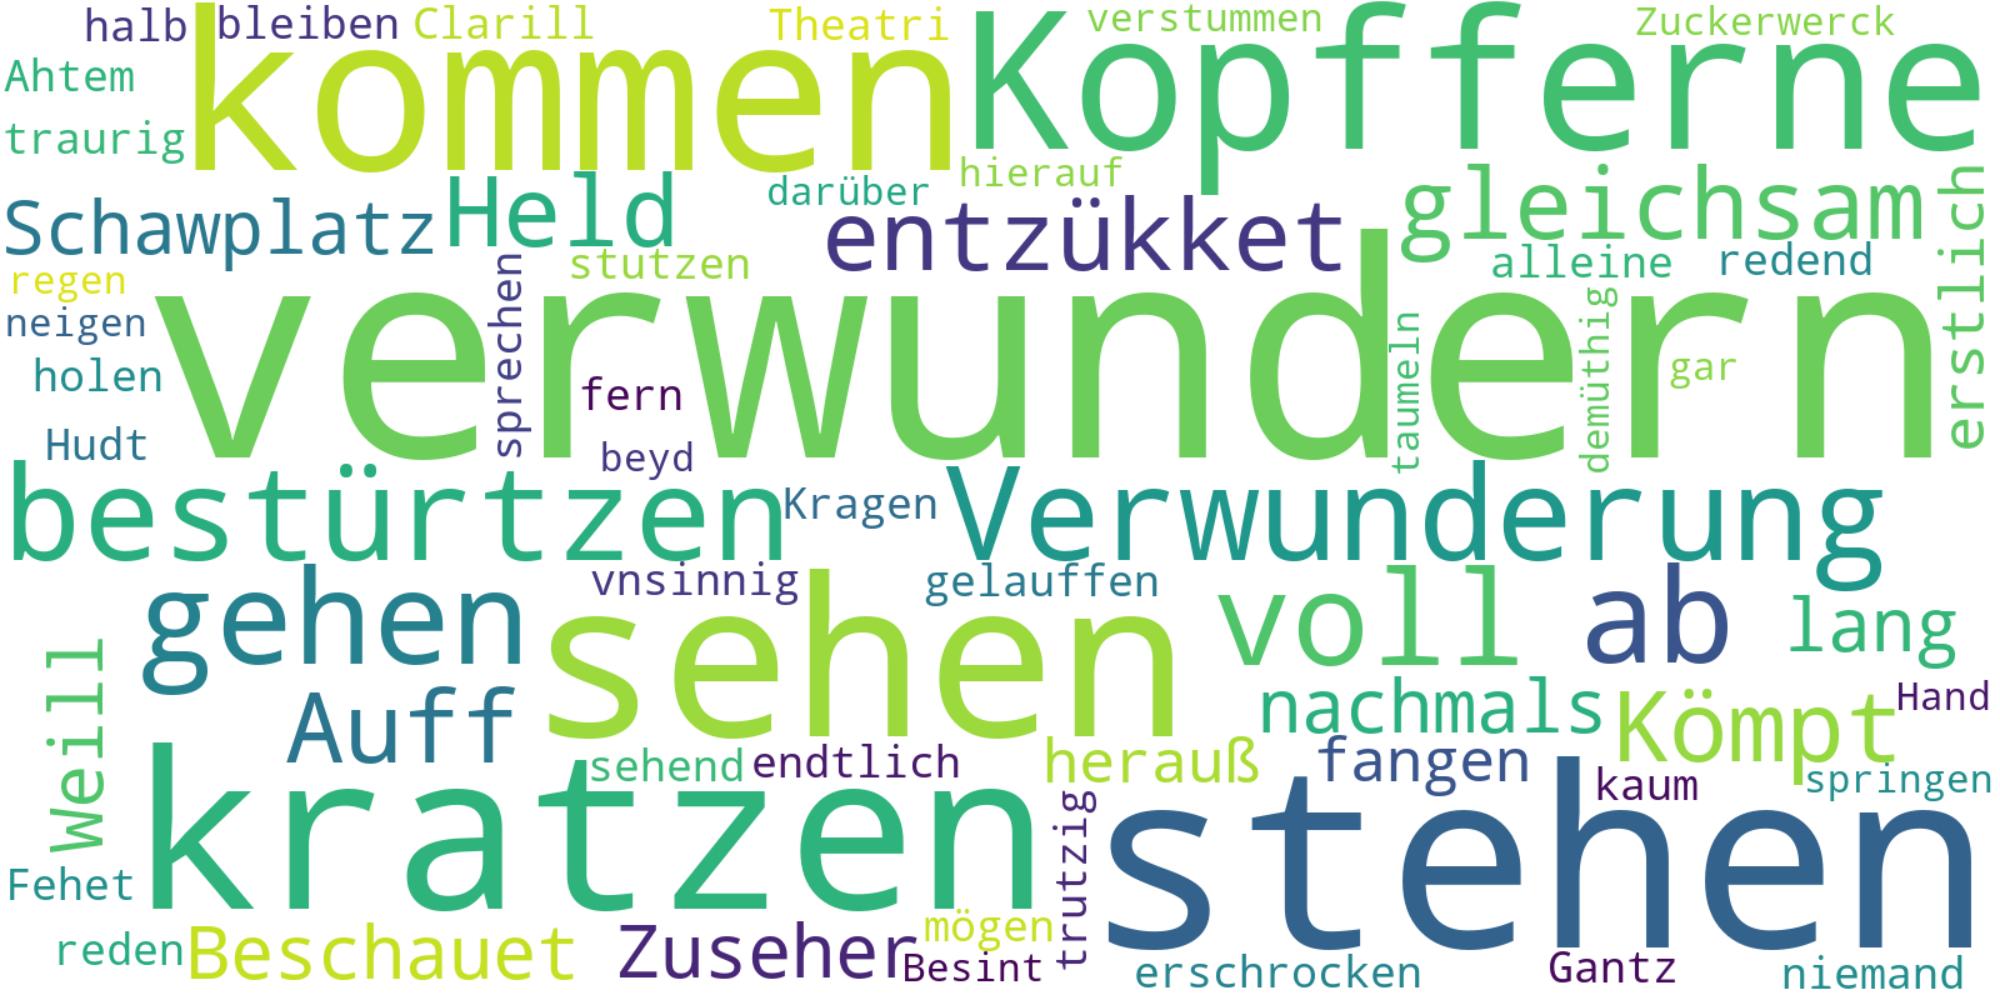 halb bleiben Clarill Theatri verstummen Zuckerwerck
kommen Kopfferne
Ahtem
traurig
hierauf
darüber
Schawplatz Held entzükket gleichsam erstlich
stutzen alleine redend
regen
neigen
verwundern
sprechen
taumeln
demüthig
gar
holen
fern
Hudt
beyd
bestürtzen Kragen Verwunderung
vnsinnig gelauffen
gehen sehen voll ab lang
Weill
Auff nachmals Kömpt Hand
sehend endtlich herauß fangen kaum springen
kratzen trutzig stehen
Fehet
reden Beschauet Zuseher mögen
Besint erschrocken Gantz niemand